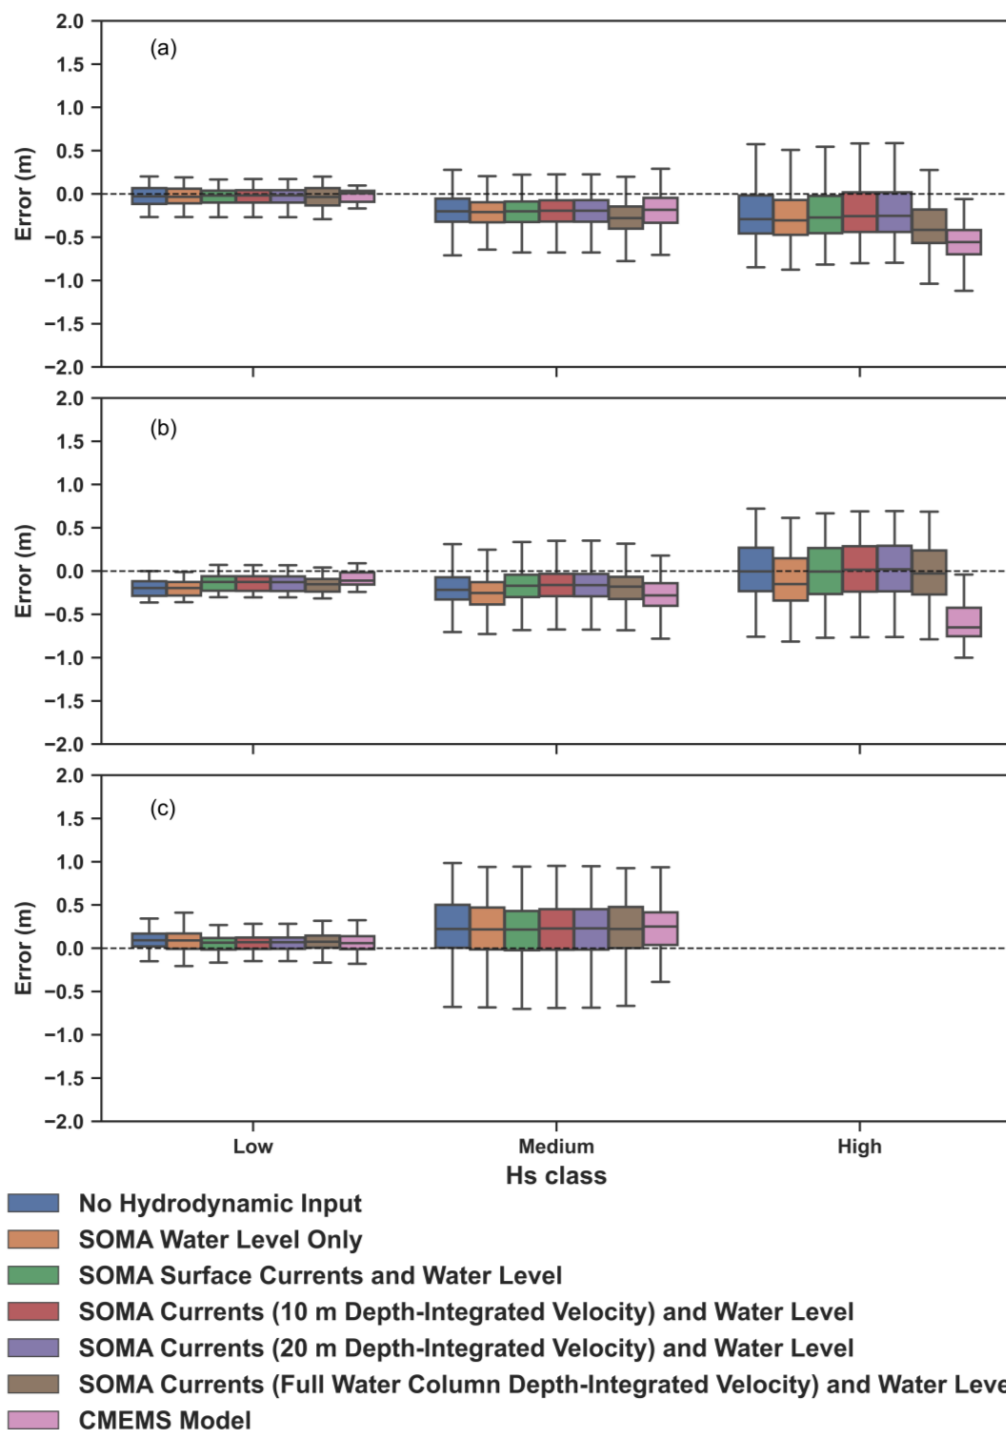 2.0
(a)
1.5
1.0
0.5
0.0
−0.5
−1.0
−1.5
−2.0
Error (m)
2.0
(b)
1.5
1.0
0.5
0.0
−0.5
−1.0
−1.5
−2.0
Error (m)
2.0
(c)
1.5
1.0
0.5
0.0
−0.5
−1.0
−1.5
−2.0
Error (m)
Low Medium High
Hs class
No Hydrodynamic Input
SOMA Water Level Only
SOMA Surface Currents and Water Level
SOMA Currents (10 m Depth-Integrated Velocity) and Water Level
SOMA Currents (20 m Depth-Integrated Velocity) and Water Level
SOMA Currents (Full Water Column Depth-Integrated Velocity) and Water Leve
CMEMS Model